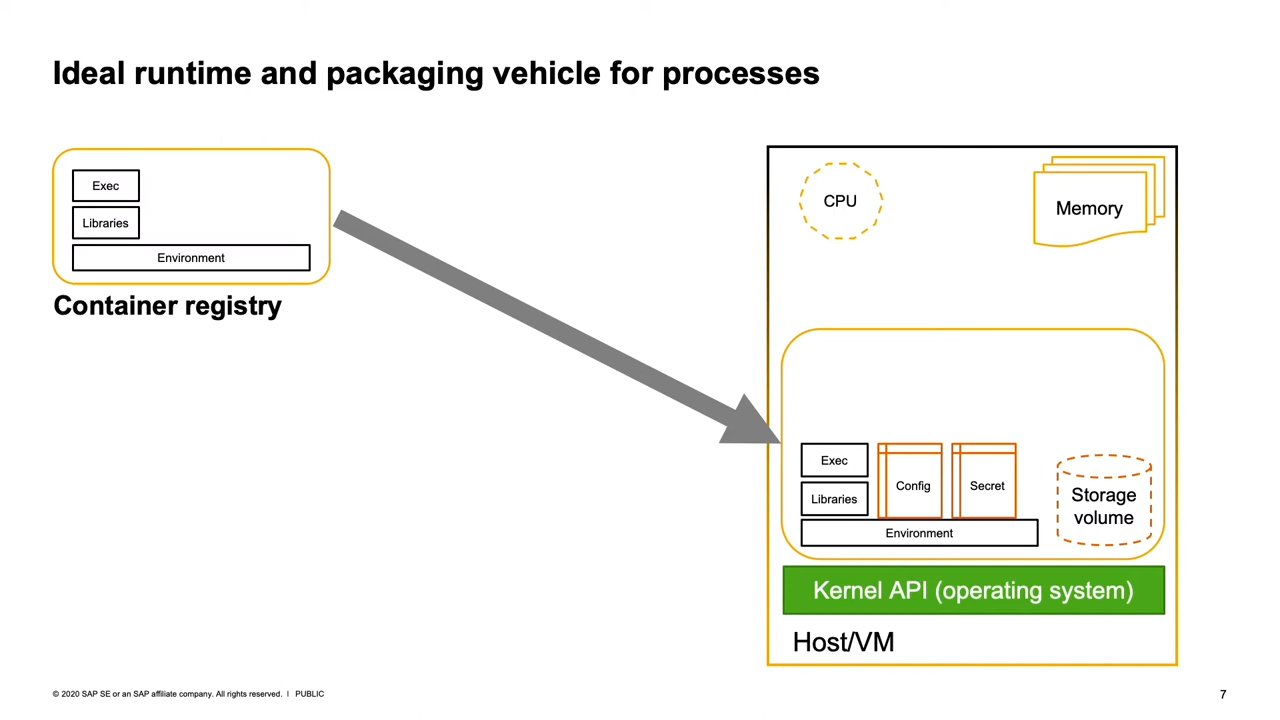 Ideal runtime and packaging vehicle for processes
Exec
Libraries
Environment
Container registry
CPU
Memory
Exec
Libraries
Config
Secret
Environment
Storage
volume
Kernel API (operating system)
Host/VM
© 2020 SAP SE or an SAP affiliate company. All rights reserved. I PUBLIC
7